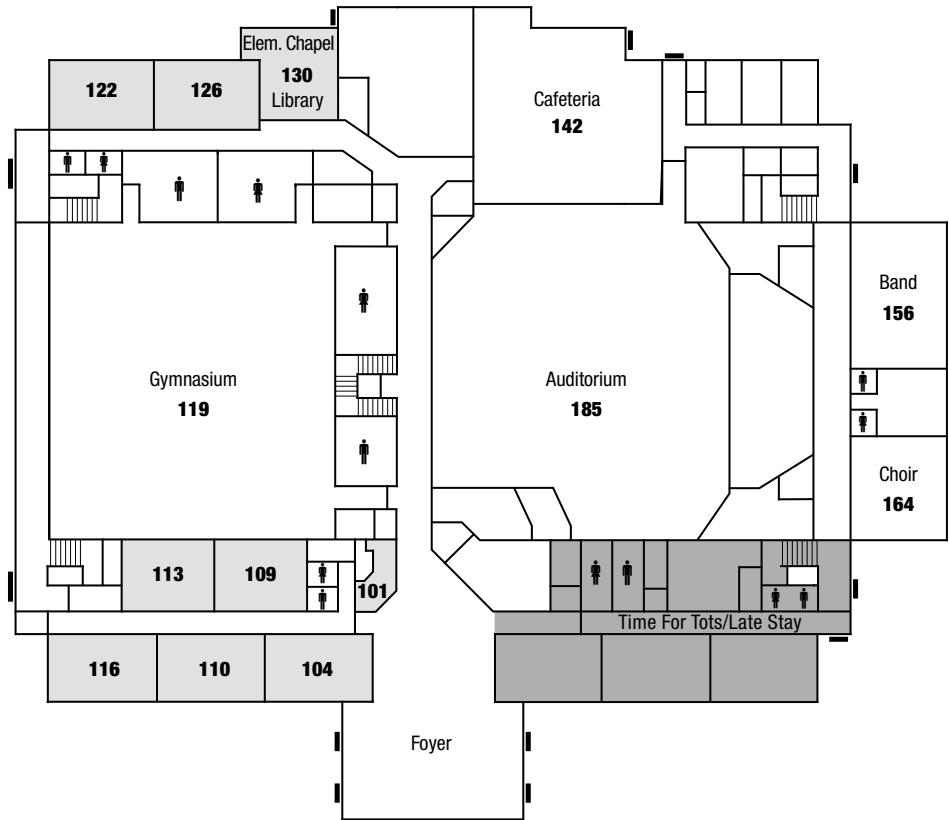 Elem. Chapel
130
Library
122
126
Cafeteria
142
Band
156
Gymnasium
119
Auditorium
185
Choir
164
113
109
101
Time For Tots/Late Stay
116
110
104
Foyer